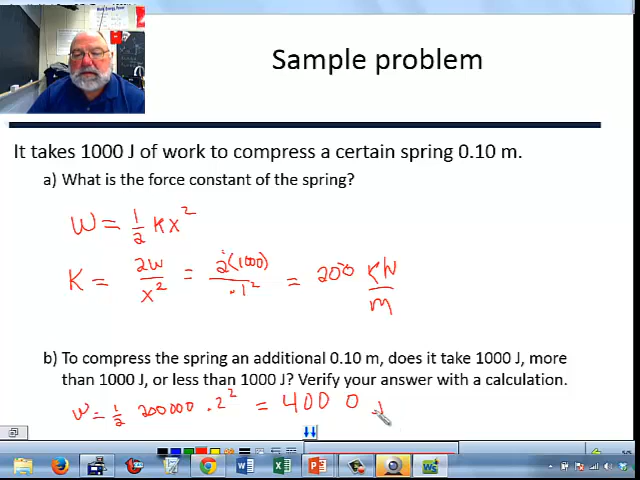 Sample problem
It takes 1000 J of work to compress a certain spring 0.10 m.
a) What is the force constant of the spring?
W = 1/2 Kx²
K = 2W/x² = 2(1000)/.1² = 200 KN/m
b) To compress the spring an additional 0.10 m, does it take 1000 J, more
than 1000 J, or less than 1000 J? Verify your answer with a calculation.
W = 1/2 200000 .2² = 4000 J